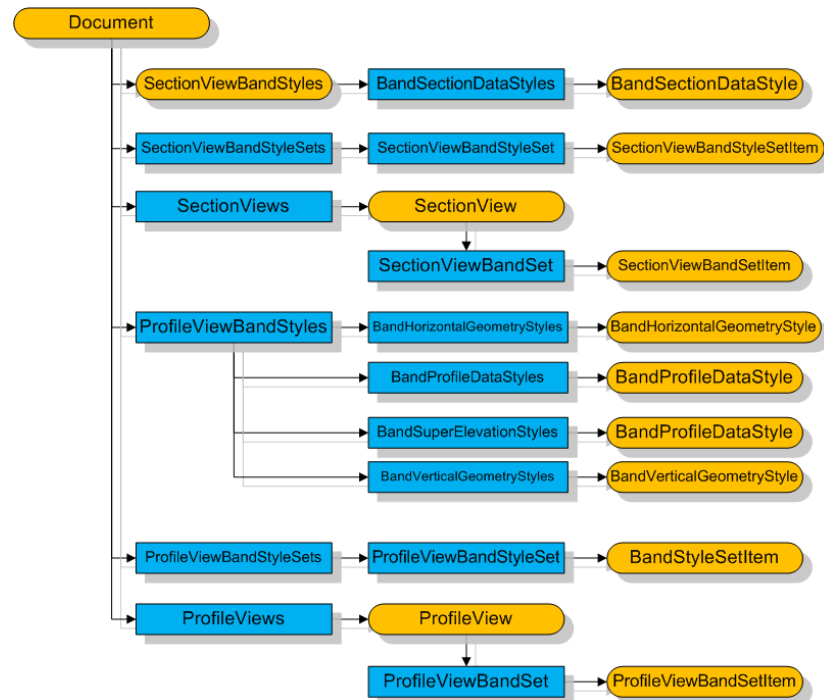 Document
SectionViewBandStyles
BandSectionDataStyles
BandSectionDataStyle
SectionViewBandStyleSets
SectionViewBandStyleSet
SectionViewBandStyleSetItem
SectionViews
SectionView
SectionViewBandSet
SectionViewBandSetItem
ProfileViewBandStyles
BandHorizontalGeometryStyles
BandHorizontalGeometryStyle
BandProfileDataStyles
BandProfileDataStyle
BandSuperElevationStyles
BandProfileDataStyle
BandVerticalGeometryStyles
BandVerticalGeometryStyle
ProfileViewBandStyleSets
ProfileViewBandStyleSet
BandStyleSetItem
ProfileViews
ProfileView
ProfileViewBandSet
ProfileViewBandSetItem